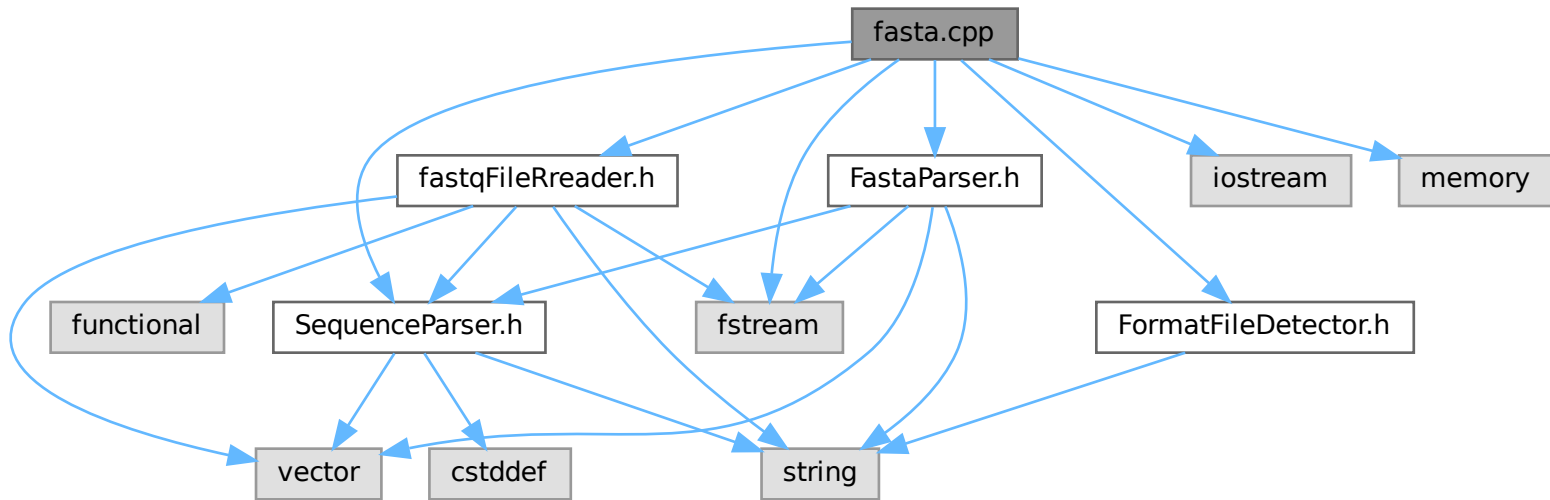 fasta.cpp
fastqFileRreader.h
FastaParser.h
iostream
memory
functional
SequenceParser.h
fstream
FormatFileDetector.h
vector
cstddef
string